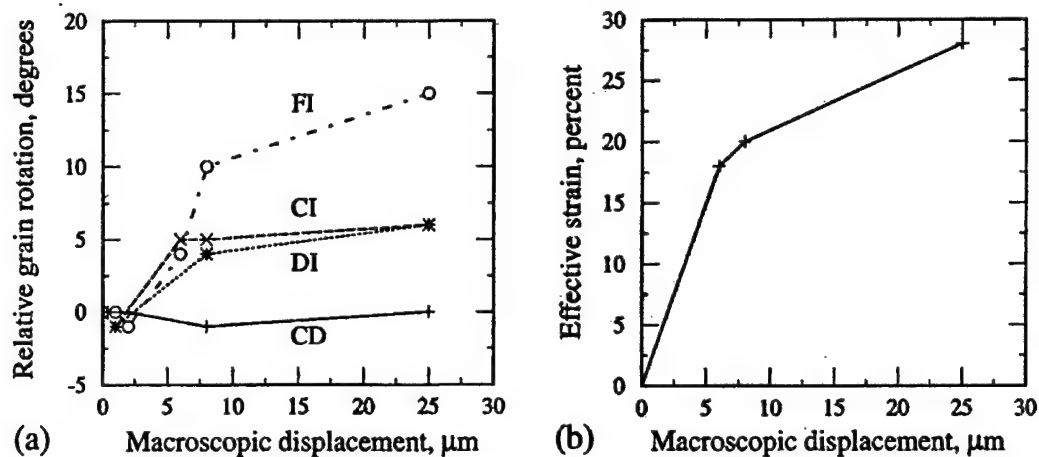 20
15
10
5
0
-5
Relative grain rotation, degrees
FI
CI
DI
CD
0 5 10 15 20 25 30
(a) Macroscopic displacement, μm
35
30
25
20
15
10
5
0
Effective strain, percent
0 5 10 15 20 25 30
(b) Macroscopic displacement, μm